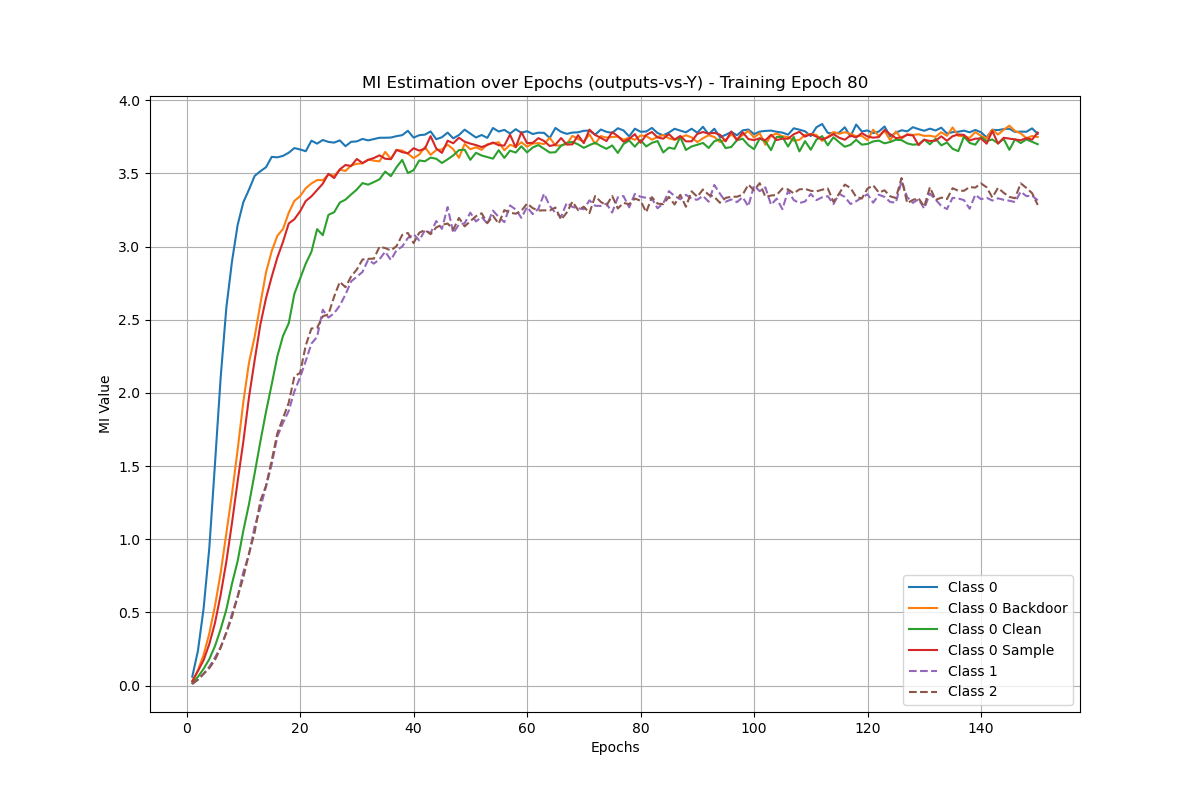 MI Estimation over Epochs (outputs-vs-Y) - Training Epoch 80
4.0
3.5
3.0
2.5
2.0
1.5
1.0
0.5
0.0
MI Value
Class 0
Class 0 Backdoor
Class 0 Clean
Class 0 Sample
Class 1
Class 2
0 20 40 60 80 100 120 140
Epochs